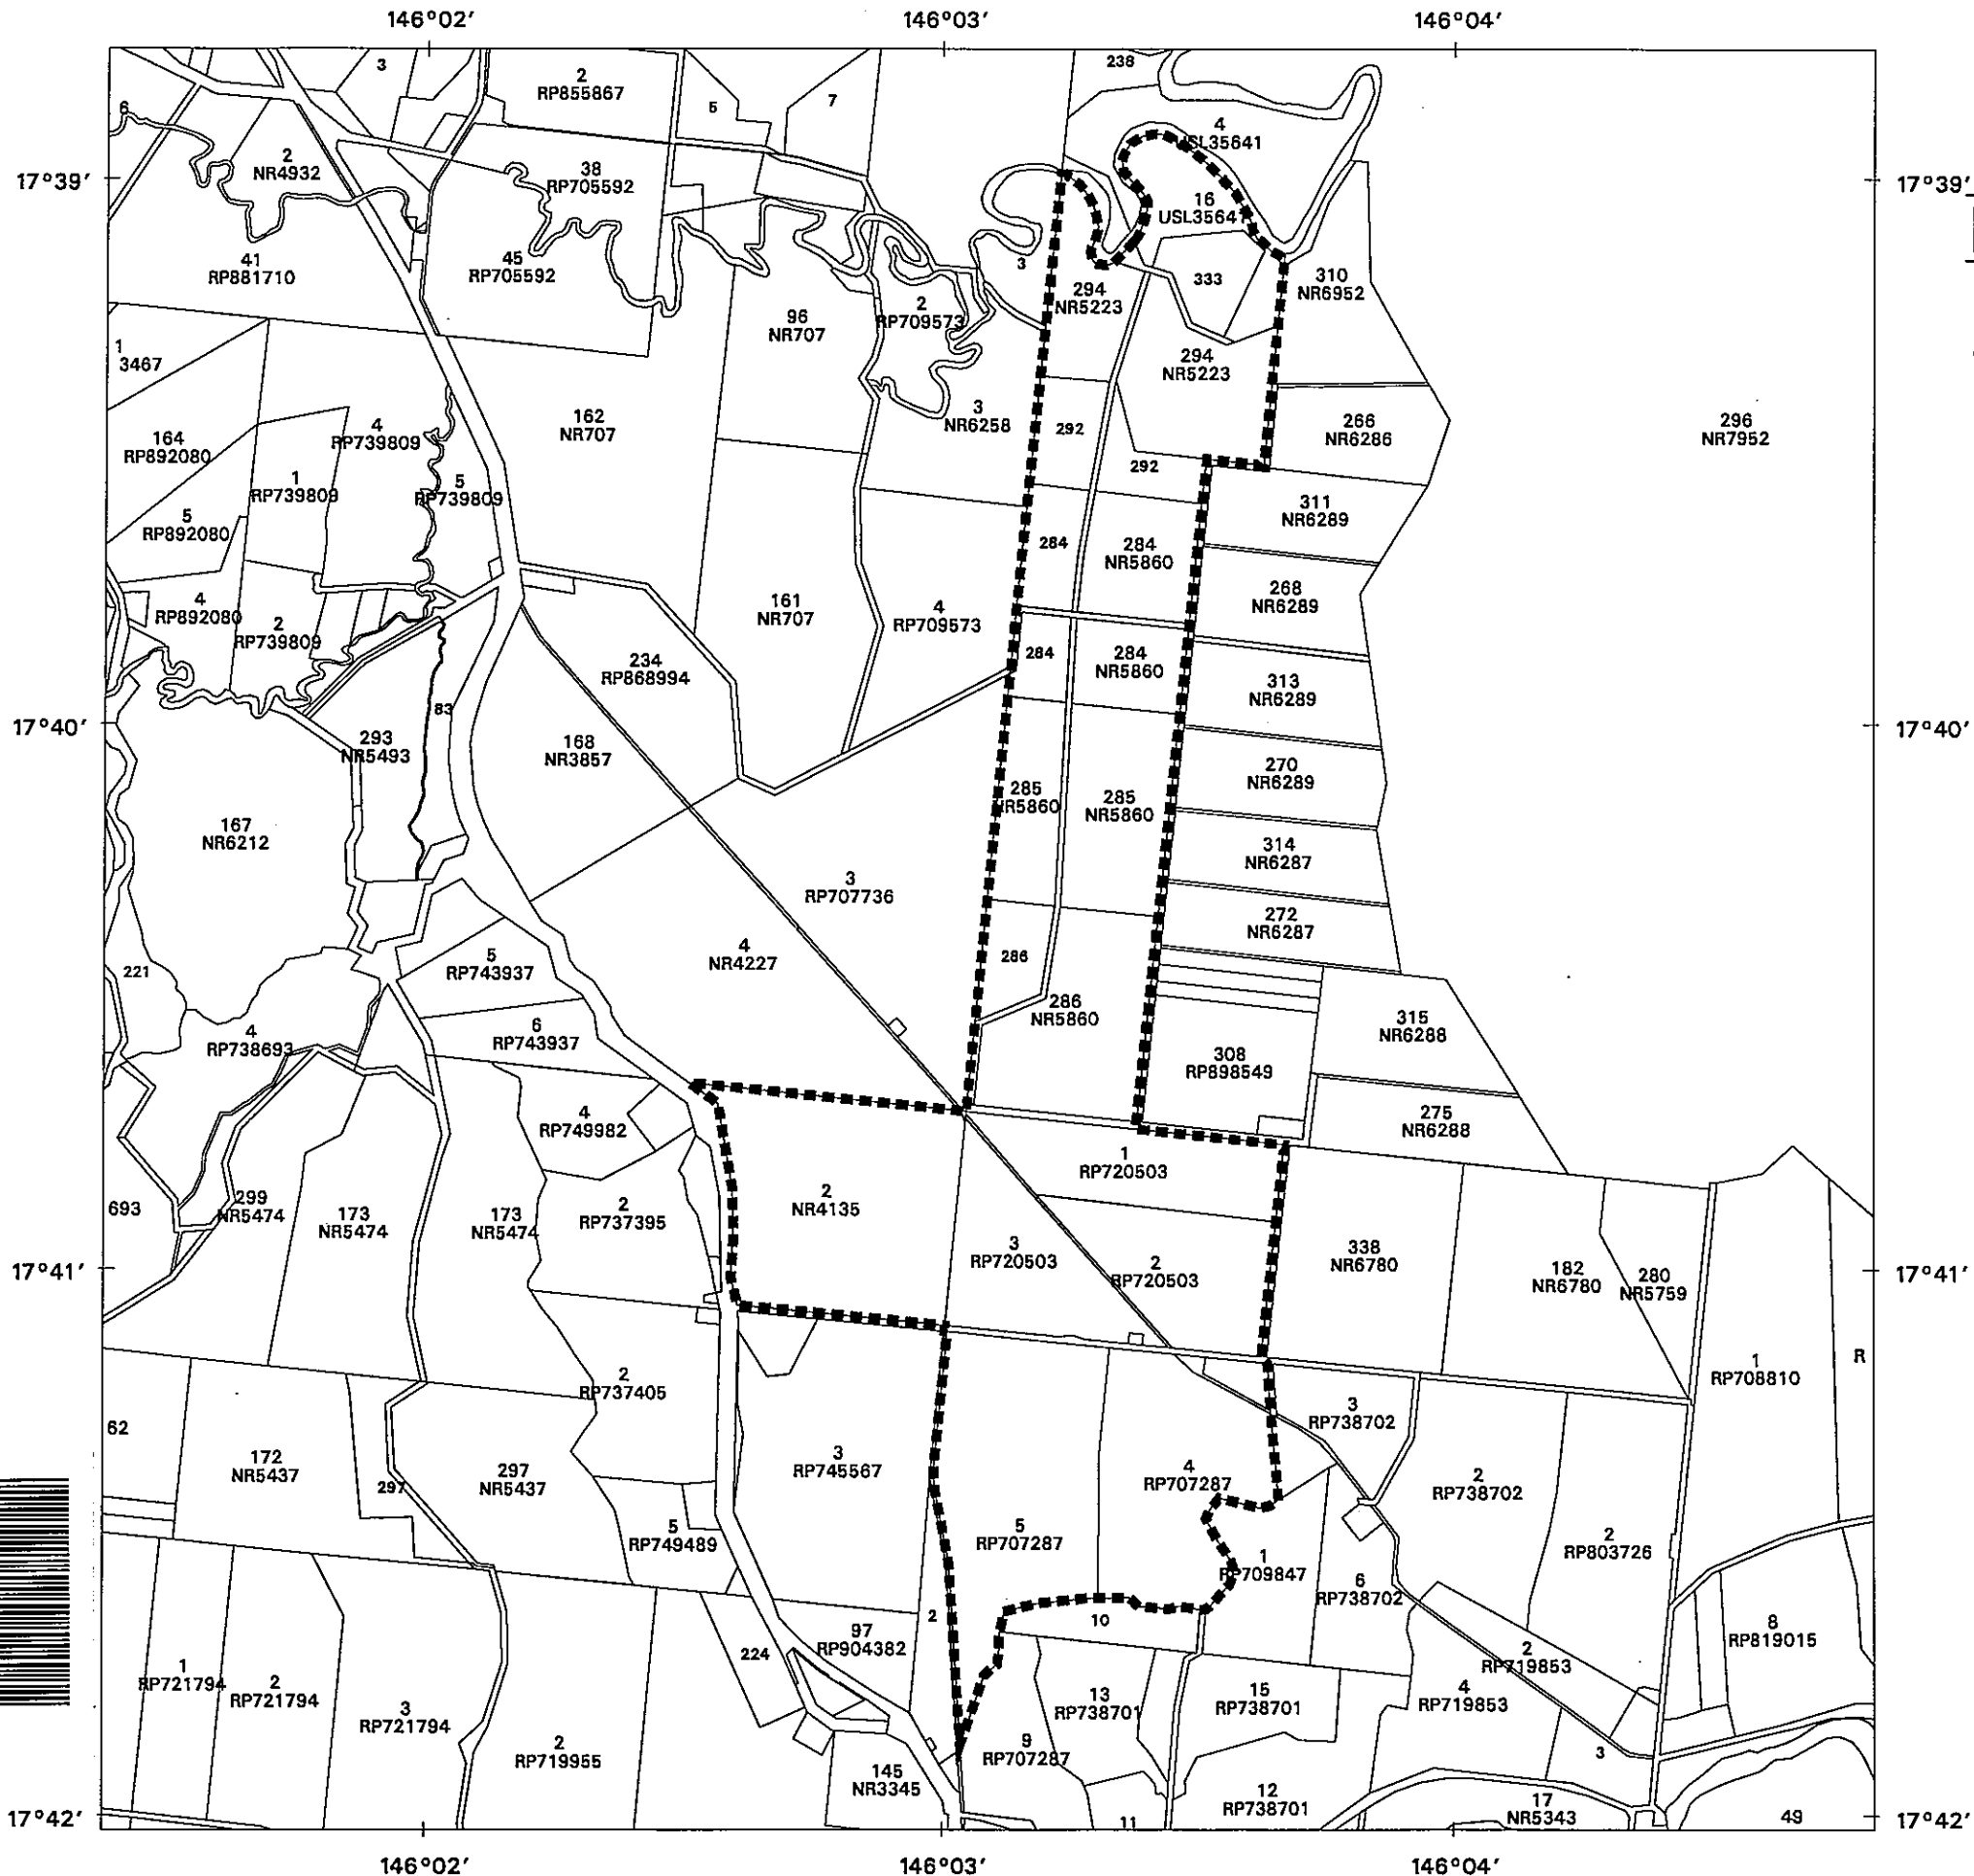 146°02′ 146°03′ 146°04′
3
2
RP855867
5
7
238
6
4
USL35641
2
NR4932
38
RP705592
17°39′
17°39′
16
USL35641
41
RP881710
45
RP705592
3
333
310
NR6952
294
NR5223
2
RP709573
96
NR707
1
3467
294
NR5223
162
NR707
3
NR6258
292
266
NR6286
296
NR7952
164
RP892080
4
RP739809
1
RP739809
5
RP739809
292
5
RP892080
311
NR6289
284
284
NR5860
4
RP892080
2
RP739809
161
NR707
4
RP709573
268
NR6289
234
RP868994
284
284
NR5860
313
NR6289
83
17°40′
17°40′
293
NR5493
168
NR3857
270
NR6289
285
NR5860
285
NR5860
167
NR6212
314
NR6287
3
RP707736
272
NR6287
4
NR4227
5
RP743937
286
221
286
NR5860
4
RP738693
6
RP743937
315
NR6288
308
RP898549
4
RP749982
275
NR6288
1
RP720503
693
299
NR5474
173
NR5474
173
NR5474
2
RP737395
2
NR4135
3
RP720503
2
RP720503
338
NR6780
182
NR6780
280
NR5759
17°41′
17°41′
1
RP708810
R
2
RP737405
3
RP738702
62
172
NR5437
297
297
NR5437
3
RP745567
4
RP707287
2
RP738702
5
RP749489
5
RP707287
1
RP709847
2
RP803726
6
RP738702
10
2
97
RP904382
224
8
RP819015
2
RP719853
1
RP721794
2
RP721794
3
RP721794
13
RP738701
15
RP738701
4
RP719853
2
RP719955
9
RP707287
3
145
NR3345
12
RP738701
17
NR5343
49
11
17°42′
17°42′
146°02′ 146°03′ 146°04′